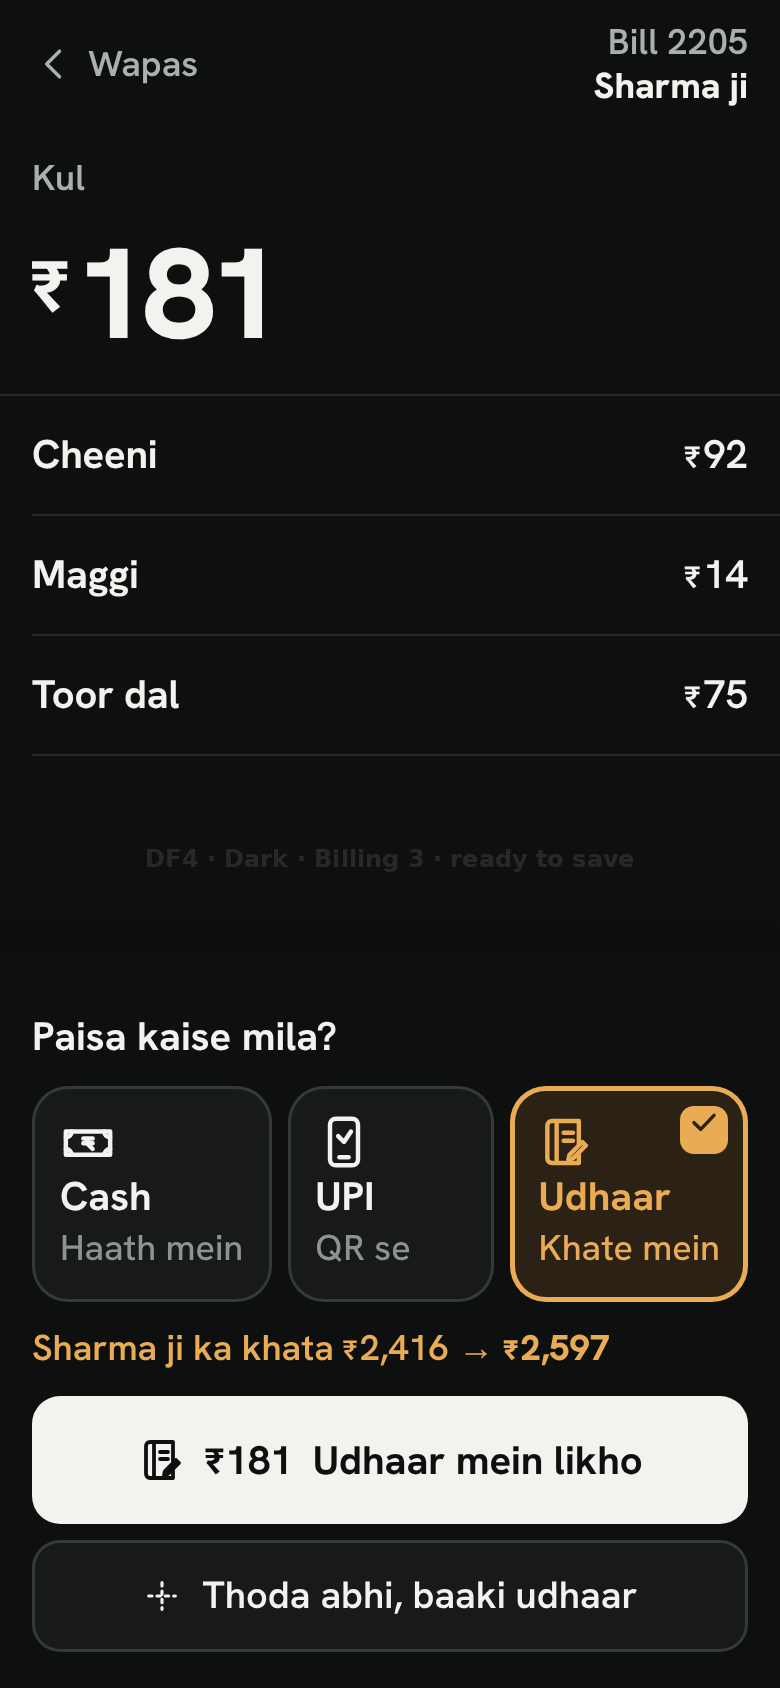 Wapas
Bill 2205
Sharma ji
Kul
₹181
Cheeni ₹92
Maggi ₹14
Toor dal ₹75
DF4 · Dark · Billing 3 · ready to save
Paisa kaise mila?
Cash
Haath mein
UPI
QR se
Udhaar
Khate mein
Sharma ji ka khata ₹2,416 → ₹2,597
₹181 Udhaar mein likho
Thoda abhi, baaki udhaar